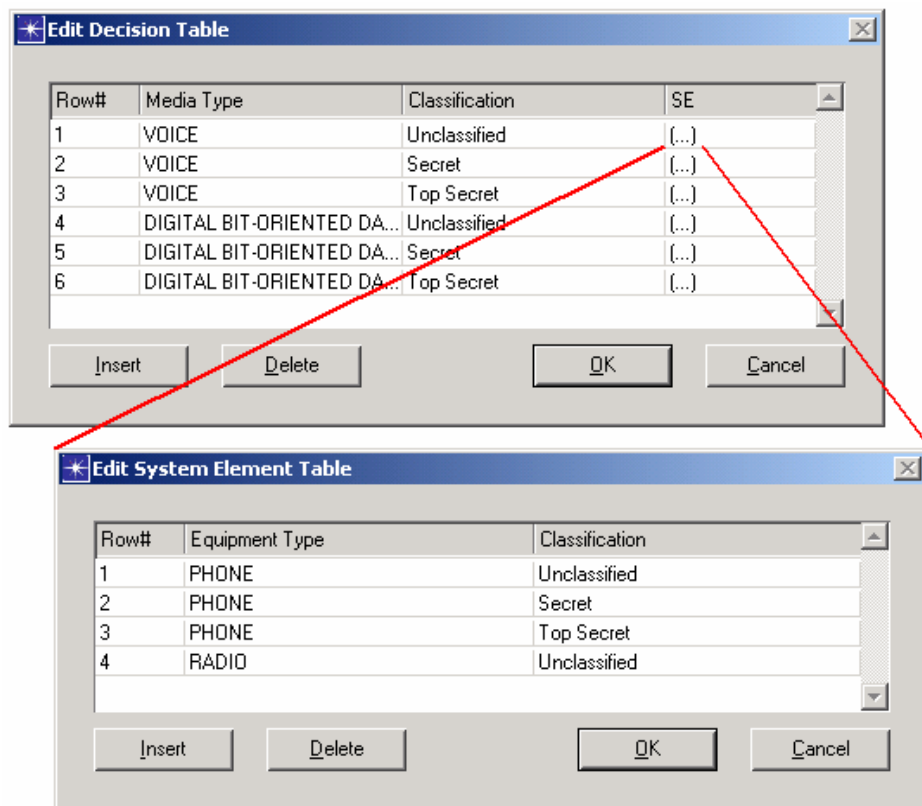 Edit Decision Table
Row# Media Type Classification SE
1 VOICE Unclassified (...)
2 VOICE Secret (...)
3 VOICE Top Secret (...)
4 DIGITAL BIT-ORIENTED DA... Unclassified (...)
5 DIGITAL BIT-ORIENTED DA... Secret (...)
6 DIGITAL BIT-ORIENTED DA... Top Secret (...)
Insert Delete OK Cancel
Edit System Element Table
Row# Equipment Type Classification
1 PHONE Unclassified
2 PHONE Secret
3 PHONE Top Secret
4 RADIO Unclassified
Insert Delete OK Cancel